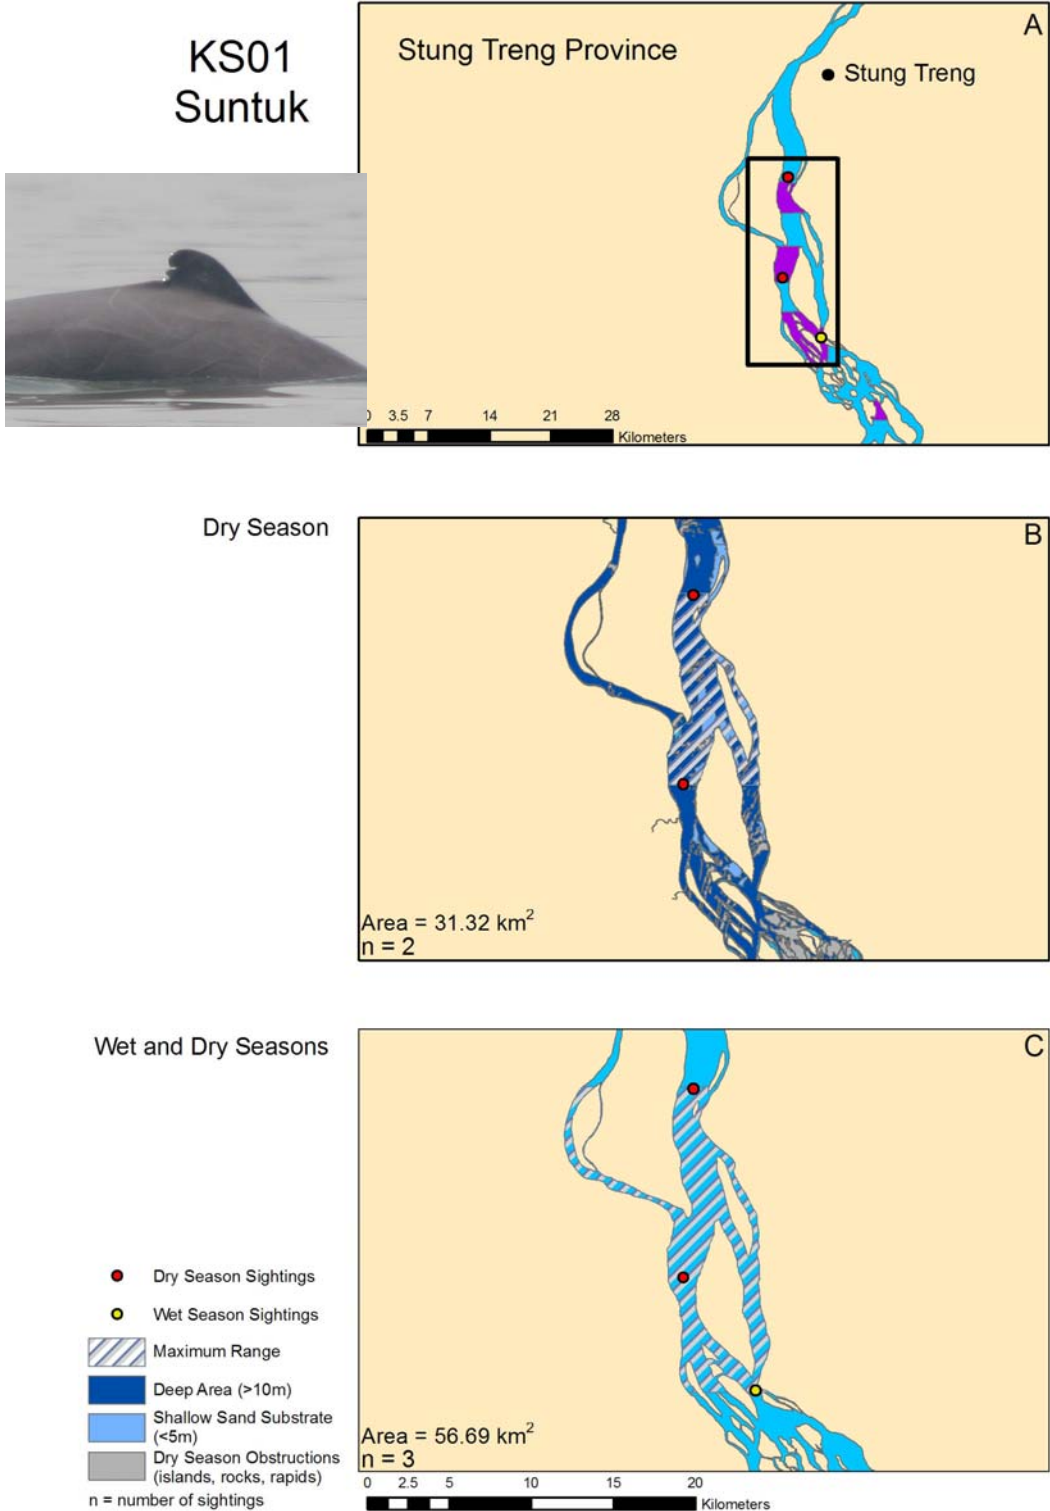 KS01
Suntuk
Stung Treng Province
A
Stung Treng
0 3.5 7 14 21 28
Kilometers
Dry Season
B
Area = 31.32 km²
n = 2
Wet and Dry Seasons
C
Area = 56.69 km²
n = 3
Dry Season Sightings
Wet Season Sightings
Maximum Range
Deep Area (>10m)
Shallow Sand Substrate
(<5m)
Dry Season Obstructions
(islands, rocks, rapids)
n = number of sightings
0 2.5 5 10 15 20
Kilometers